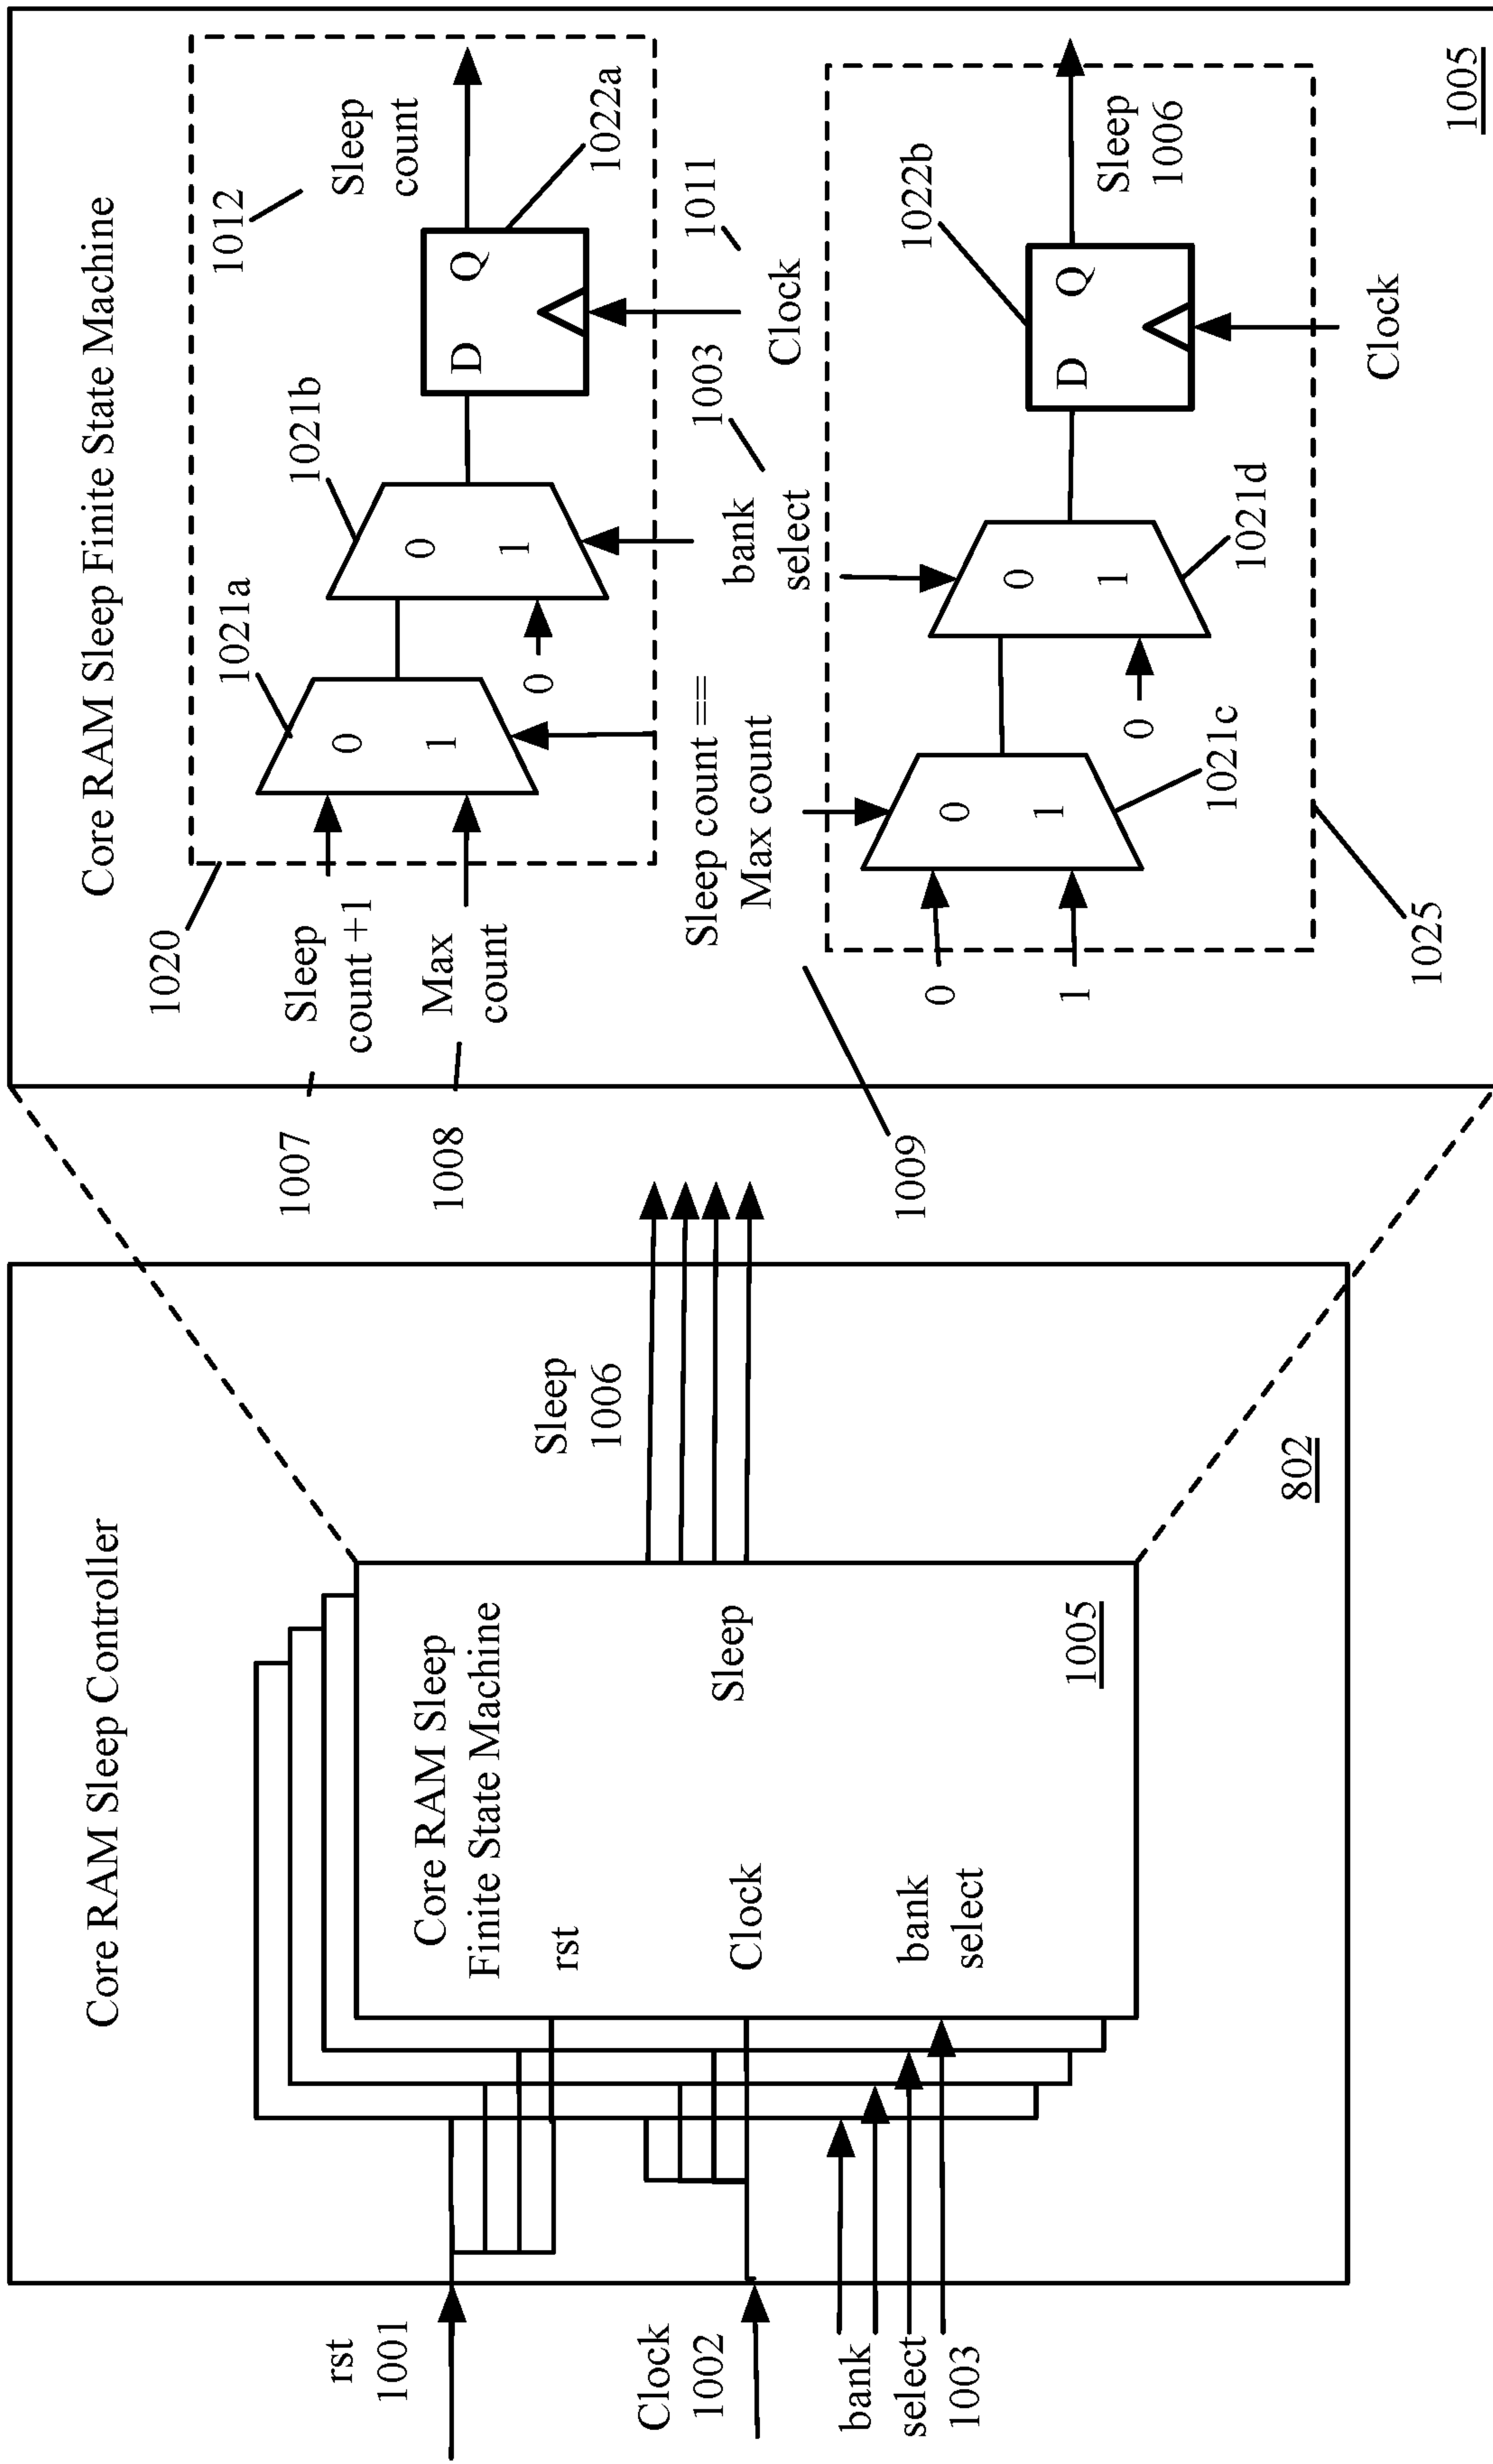 Core RAM Sleep Controller
rst
1001
Clock
1002
bank
select
1003
Core RAM Sleep
Finite State Machine
rst
Clock
bank
select
Sleep
1005
Sleep
1006
802
Core RAM Sleep Finite State Machine
1020
1007
Sleep
count +1
1008
Max
count
1021a
0
1
0
1021b
0
1
D
Q
1012
Sleep
count
1022a
1011
Clock
1003
bank
select
Sleep count ==
Max count
1009
0
1
0
1
1021c
0
0
1
1021d
D
Q
1022b
Sleep
1006
Clock
1025
1005